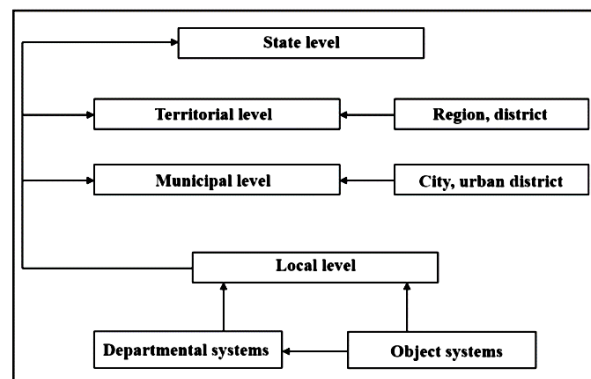 State level
Territorial level
Region, district
Municipal level
City, urban district
Local level
Departmental systems
Object systems